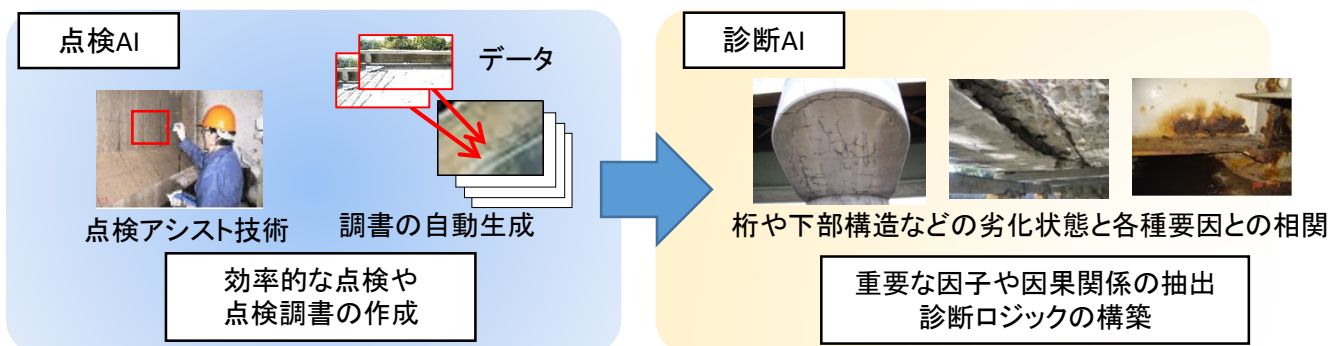 点検AI
データ
点検アシスト技術
調書の自動生成
効率的な点検や
点検調書の作成
診断AI
桁や下部構造などの劣化状態と各種要因との相関
重要な因子や因果関係の抽出
診断ロジックの構築